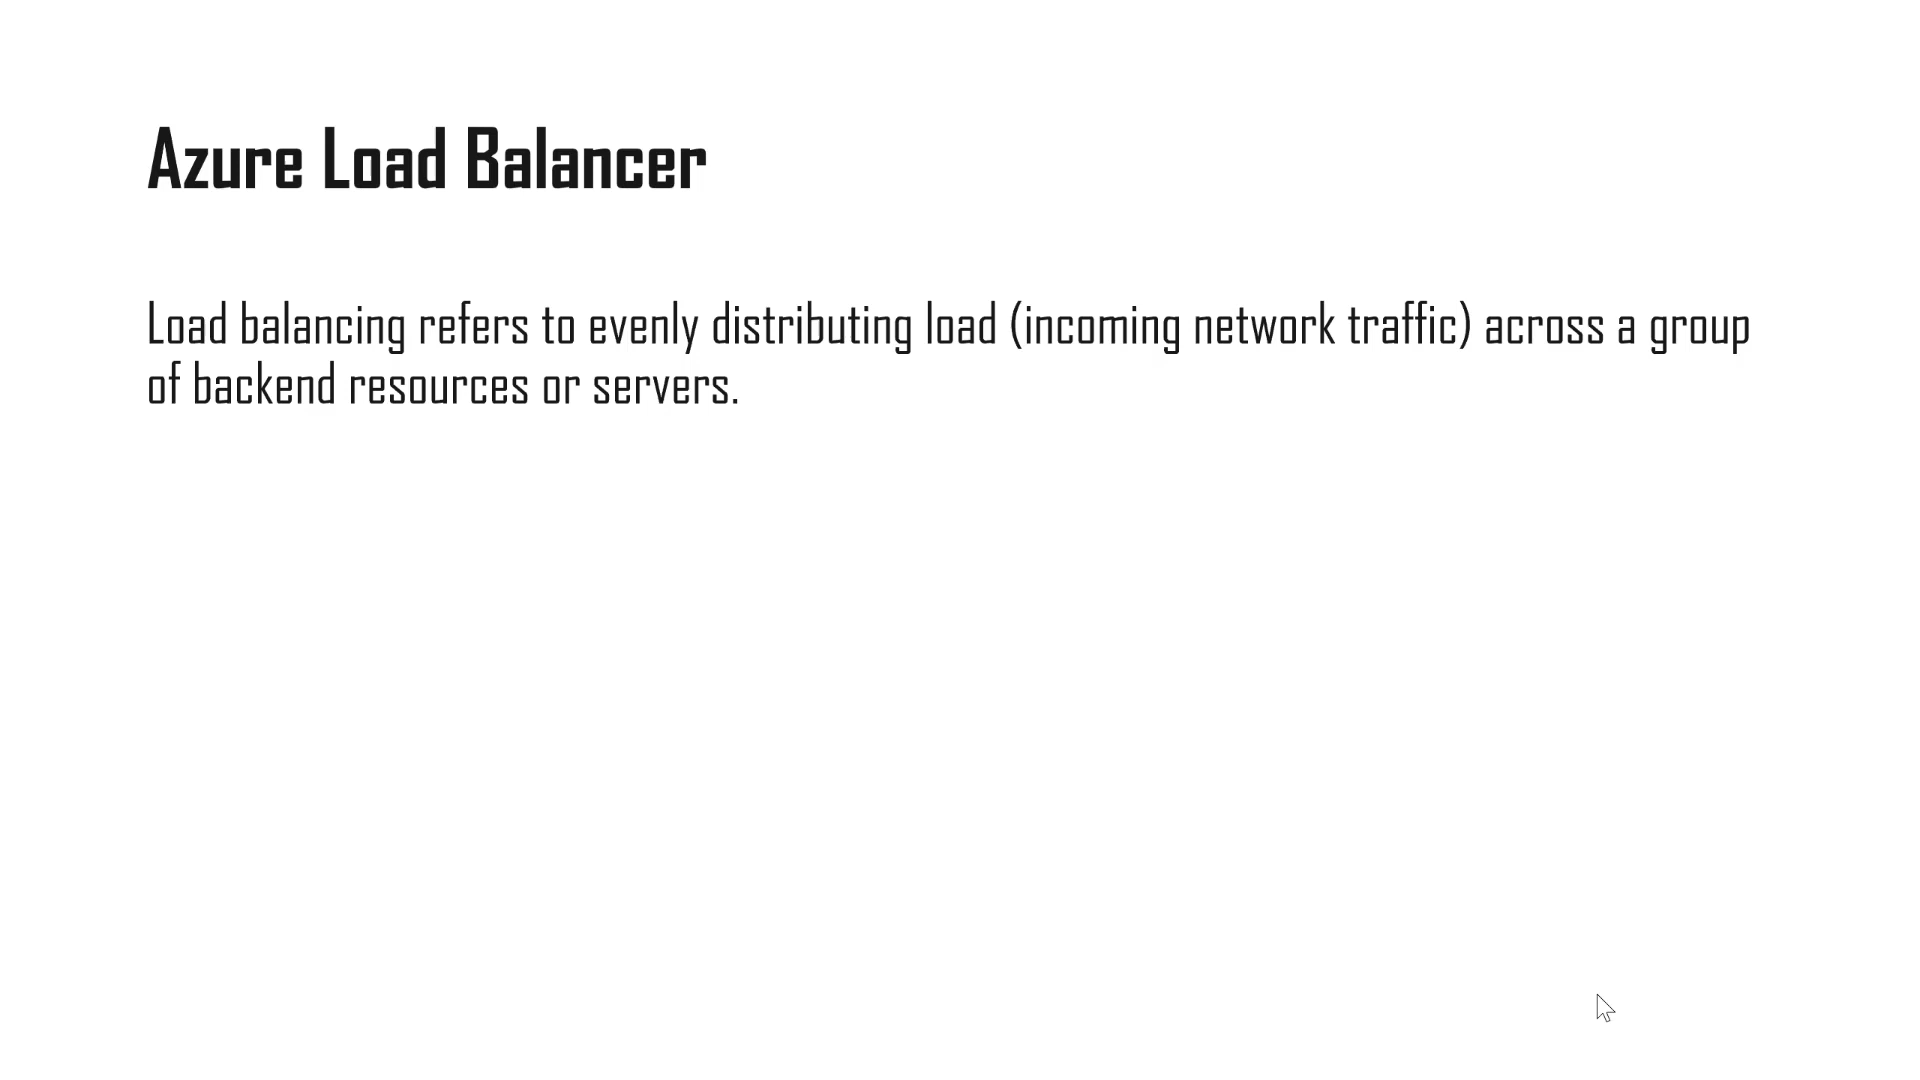 Azure Load Balancer
Load balancing refers to evenly distributing load (incoming network traffic) across a group
of backend resources or servers.